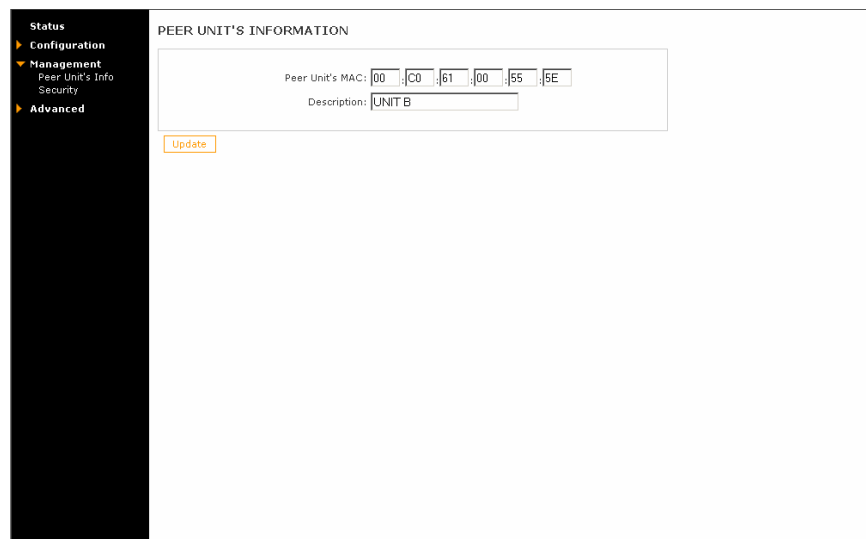 Status
Configuration
Management
Peer Unit's Info
Security
Advanced
PEER UNIT'S INFORMATION
Peer Unit's MAC: 00 : C0 : 61 : 00 : 55 : 5E
Description: UNIT B
Update